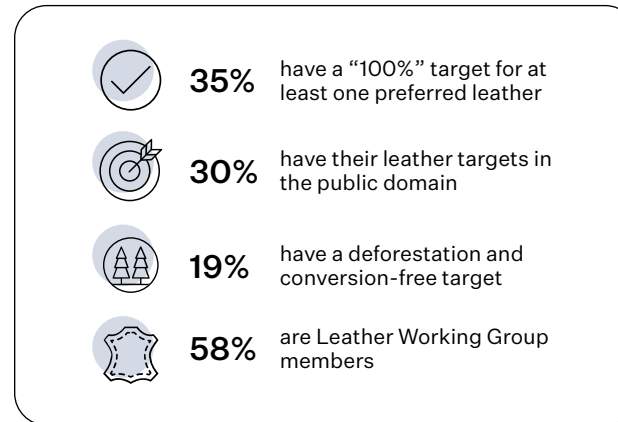 35%
have a “100%” target for at
least one preferred leather
30%
have their leather targets in
the public domain
19%
have a deforestation and
conversion-free target
58%
are Leather Working Group
members